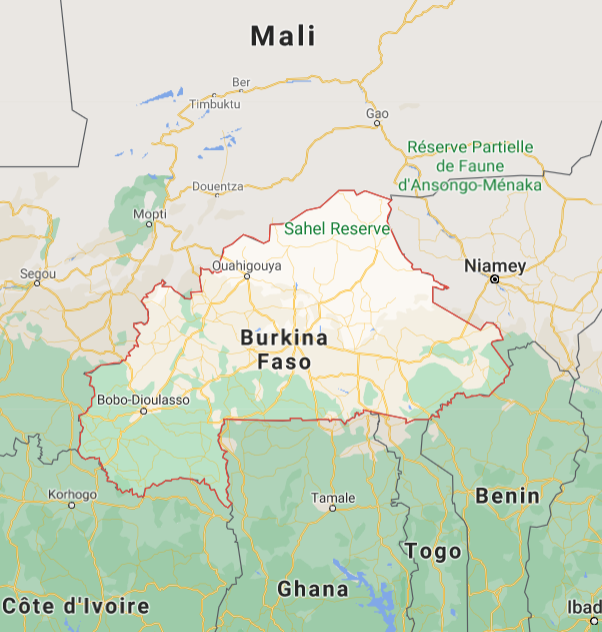 Mali
Ber
Timbuktu
Gao
Réserve Partielle
de Faune
d'Ansongo-Ménaka
Douentza
Mopti
Sahel Reserve
Segou
Ouahigouya
Niamey
Burkina
Faso
Bobo-Dioulasso
Korhogo
Tamale
Benin
Togo
Ghana
Côte d'Ivoire
Ibad